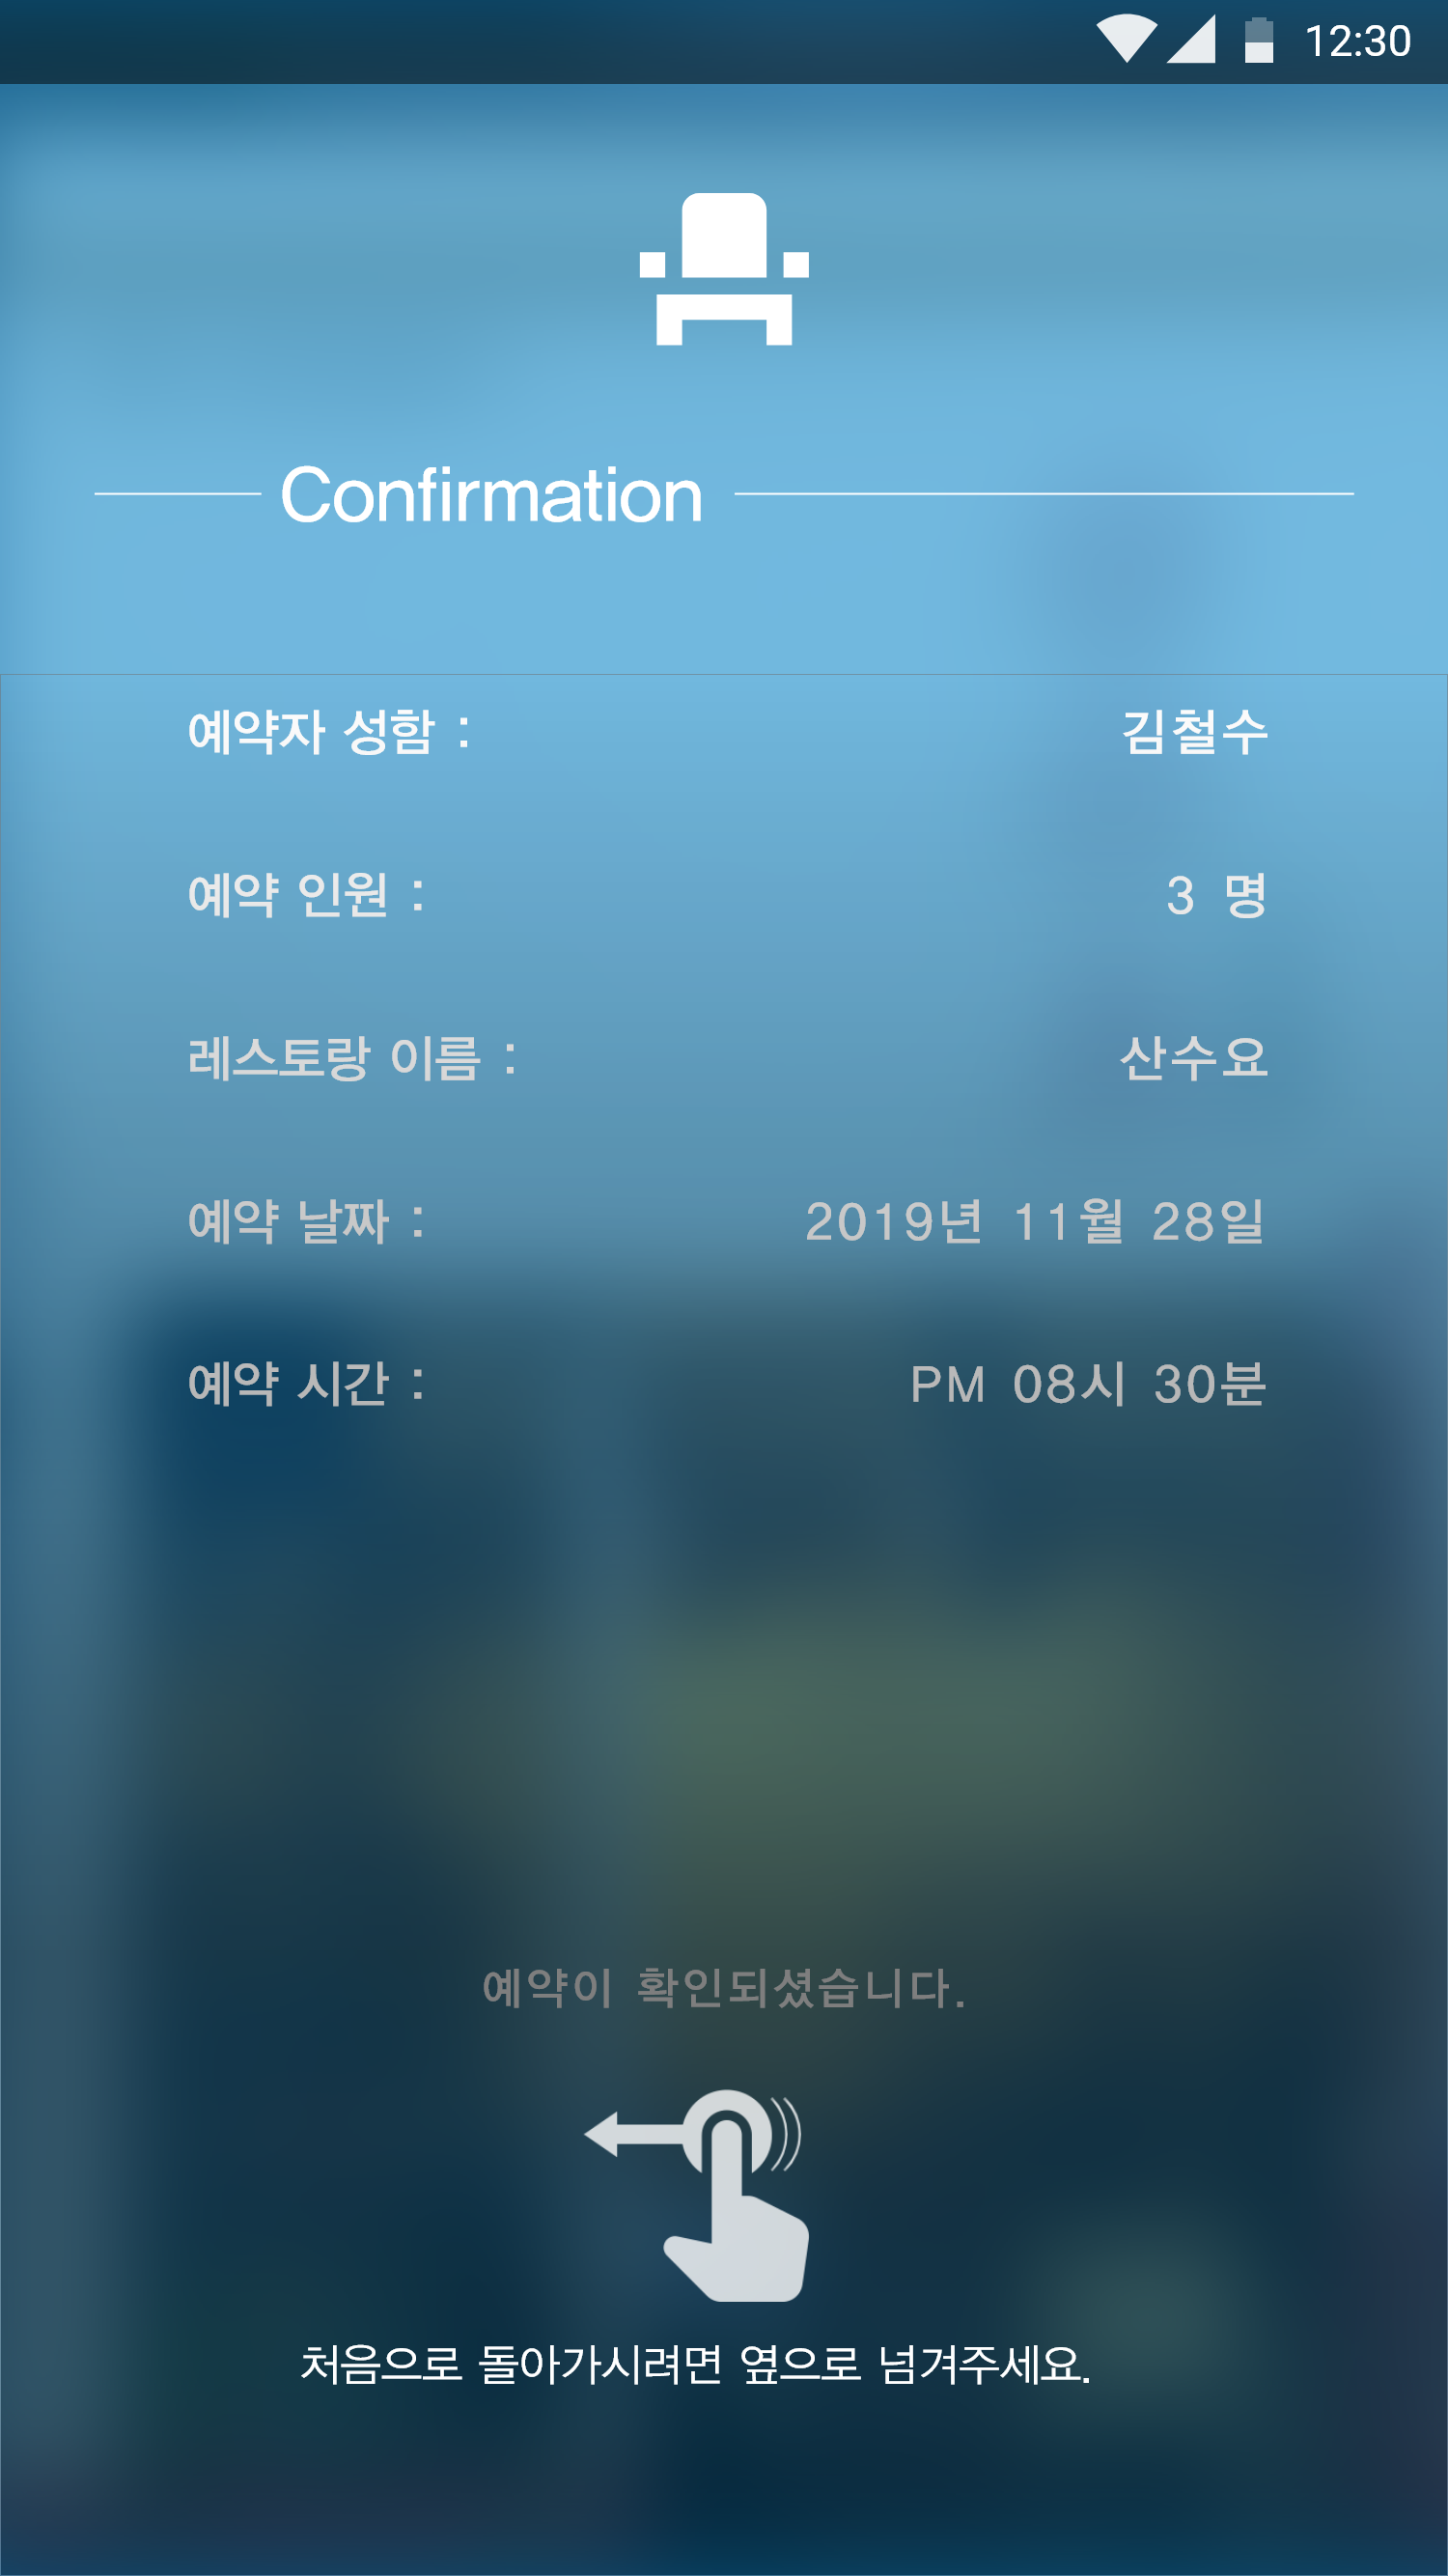 12:30
Confirmation
예약자 성함 : 김철수
예약 인원 : 3 명
레스토랑 이름 : 산수요
예약 날짜 : 2019년 11월 28일
예약 시간 : PM 08시 30분
예약이 확인되셨습니다.
처음으로 돌아가시려면 옆으로 넘겨주세요.